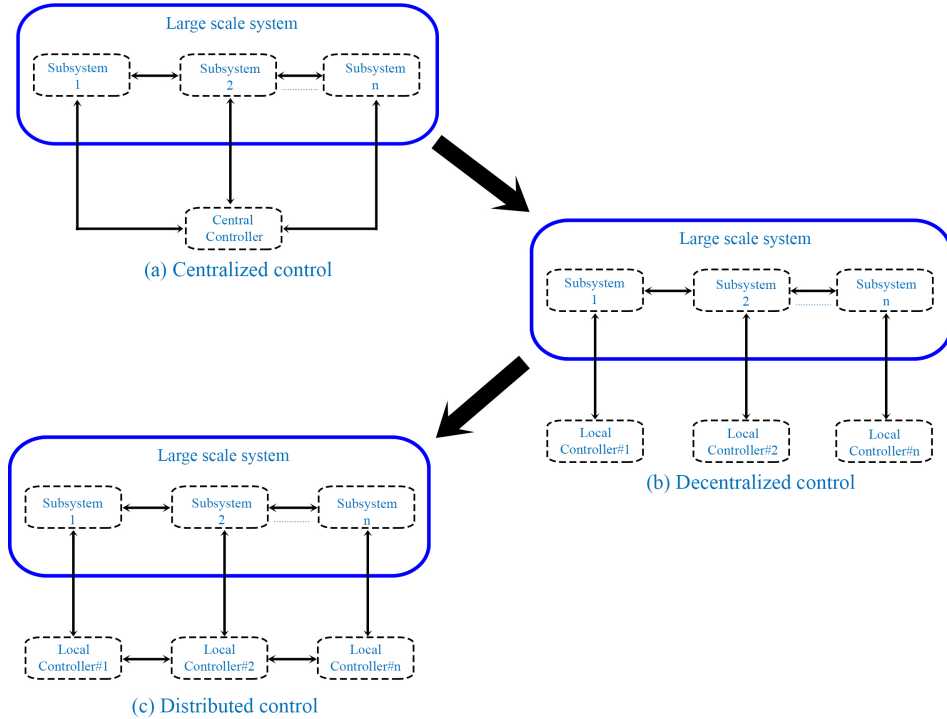 Large scale system
Subsystem
1
Subsystem
2
Subsystem
n
.............
Central
Controller
(a) Centralized control
Large scale system
Subsystem
1
Subsystem
2
Subsystem
n
.............
Local
Controller#1
Local
Controller#2
Local
Controller#n
(b) Decentralized control
Large scale system
Subsystem
1
Subsystem
2
Subsystem
n
.............
Local
Controller#1
Local
Controller#2
Local
Controller#n
(c) Distributed control